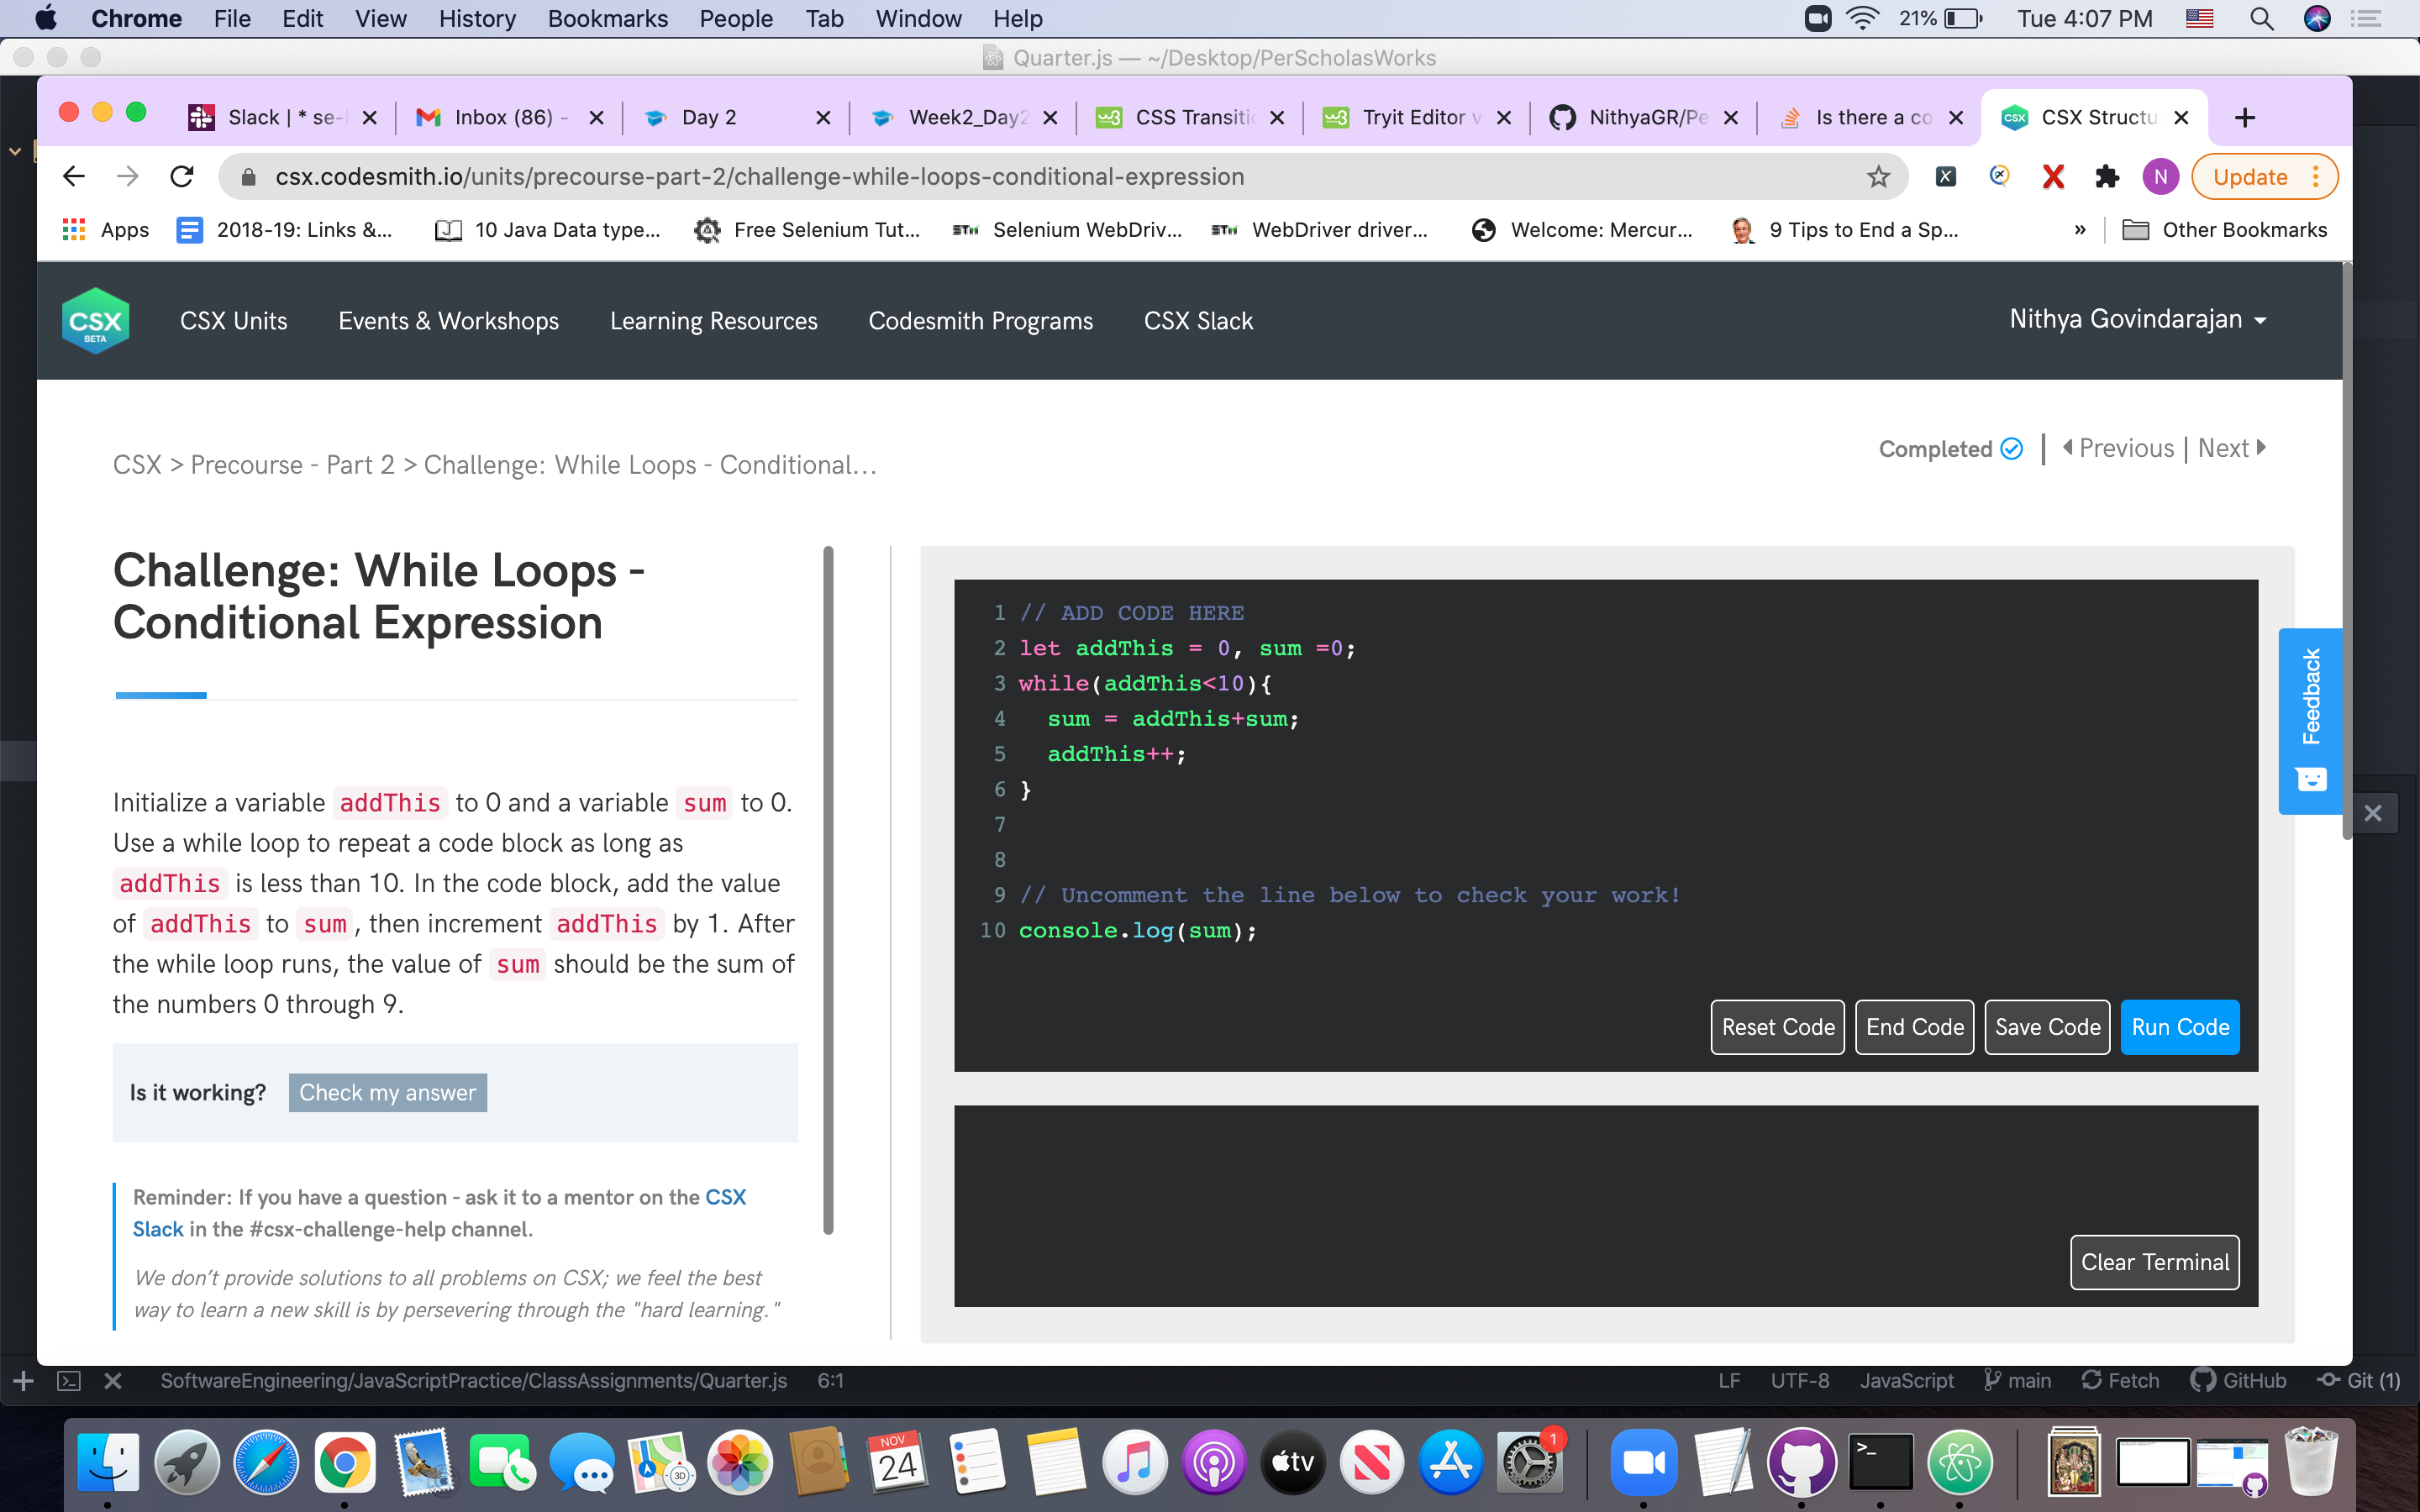 Chrome File Edit View History Bookmarks People Tab Window Help 21% Tue 4:07 PM
Quarter.js — ~/Desktop/PerScholasWorks
Slack | * se- Inbox (86) - Day 2 Week2_Day2 CSS Transiti Tryit Editor v NithyaGR/Pe Is there a co CSX Structu
csx.codesmith.io/units/precourse-part-2/challenge-while-loops-conditional-expression N Update
Apps 2018-19: Links &... 10 Java Data type... Free Selenium Tut... Selenium WebDriv... WebDriver driver... Welcome: Mercur... 9 Tips to End a Sp... » Other Bookmarks
CSX BETA CSX Units Events & Workshops Learning Resources Codesmith Programs CSX Slack Nithya Govindarajan
Completed | Previous | Next
CSX > Precourse - Part 2 > Challenge: While Loops - Conditional...
Challenge: While Loops -
Conditional Expression
Initialize a variable addThis to 0 and a variable sum to 0.
Use a while loop to repeat a code block as long as
addThis is less than 10. In the code block, add the value
of addThis to sum , then increment addThis by 1. After
the while loop runs, the value of sum should be the sum of
the numbers 0 through 9.
Is it working? Check my answer
Reminder: If you have a question - ask it to a mentor on the CSX
Slack in the #csx-challenge-help channel.
We don't provide solutions to all problems on CSX; we feel the best
way to learn a new skill is by persevering through the "hard learning."
1 // ADD CODE HERE
2 let addThis = 0, sum =0;
3 while(addThis<10){
4 sum = addThis+sum;
5 addThis++;
6 }
7
8
9 // Uncomment the line below to check your work!
10 console.log(sum);
Reset Code End Code Save Code Run Code
Clear Terminal
Feedback
SoftwareEngineering/JavaScriptPractice/ClassAssignments/Quarter.js 6:1 LF UTF-8 JavaScript main Fetch GitHub Git (1)
NOV
24
3D
tv
1